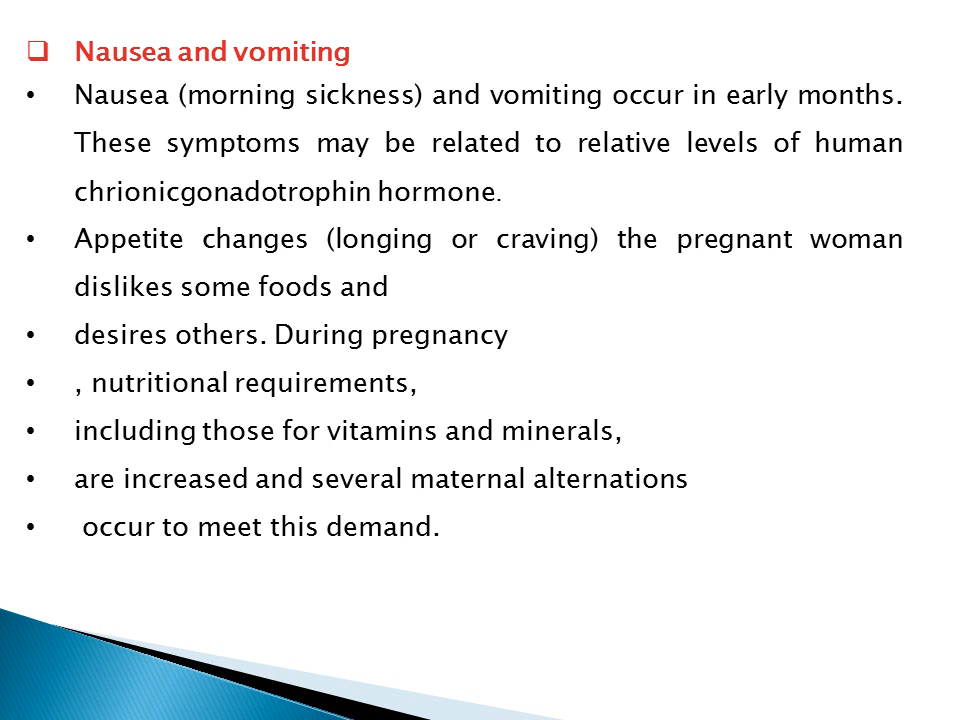 ❑ Nausea and vomiting
• Nausea (morning sickness) and vomiting occur in early months.
These symptoms may be related to relative levels of human
chrionicgonadotrophin hormone.
• Appetite changes (longing or craving) the pregnant woman
dislikes some foods and
• desires others. During pregnancy
• , nutritional requirements,
• including those for vitamins and minerals,
• are increased and several maternal alternations
• occur to meet this demand.